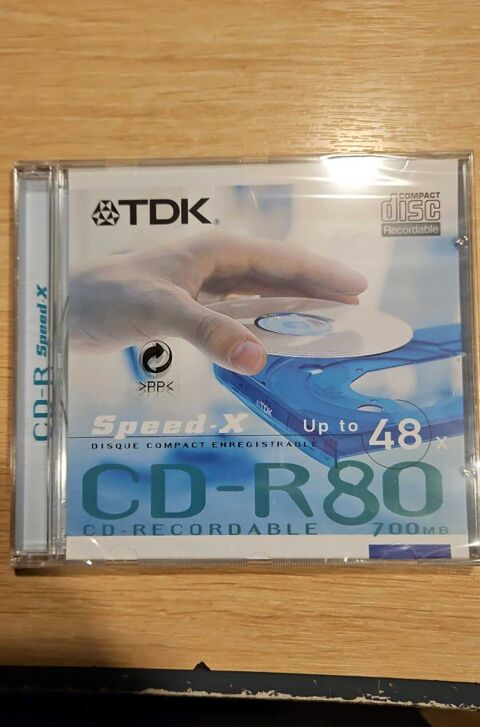 TDK®
COMPACT
disc
Recordable
>PP<
TDK
Speed-X
Up to 48x
DISQUE COMPACT ENREGISTRABLE
CD-R80
CD-RECORDABLE 700MB
CD-R Speed-X